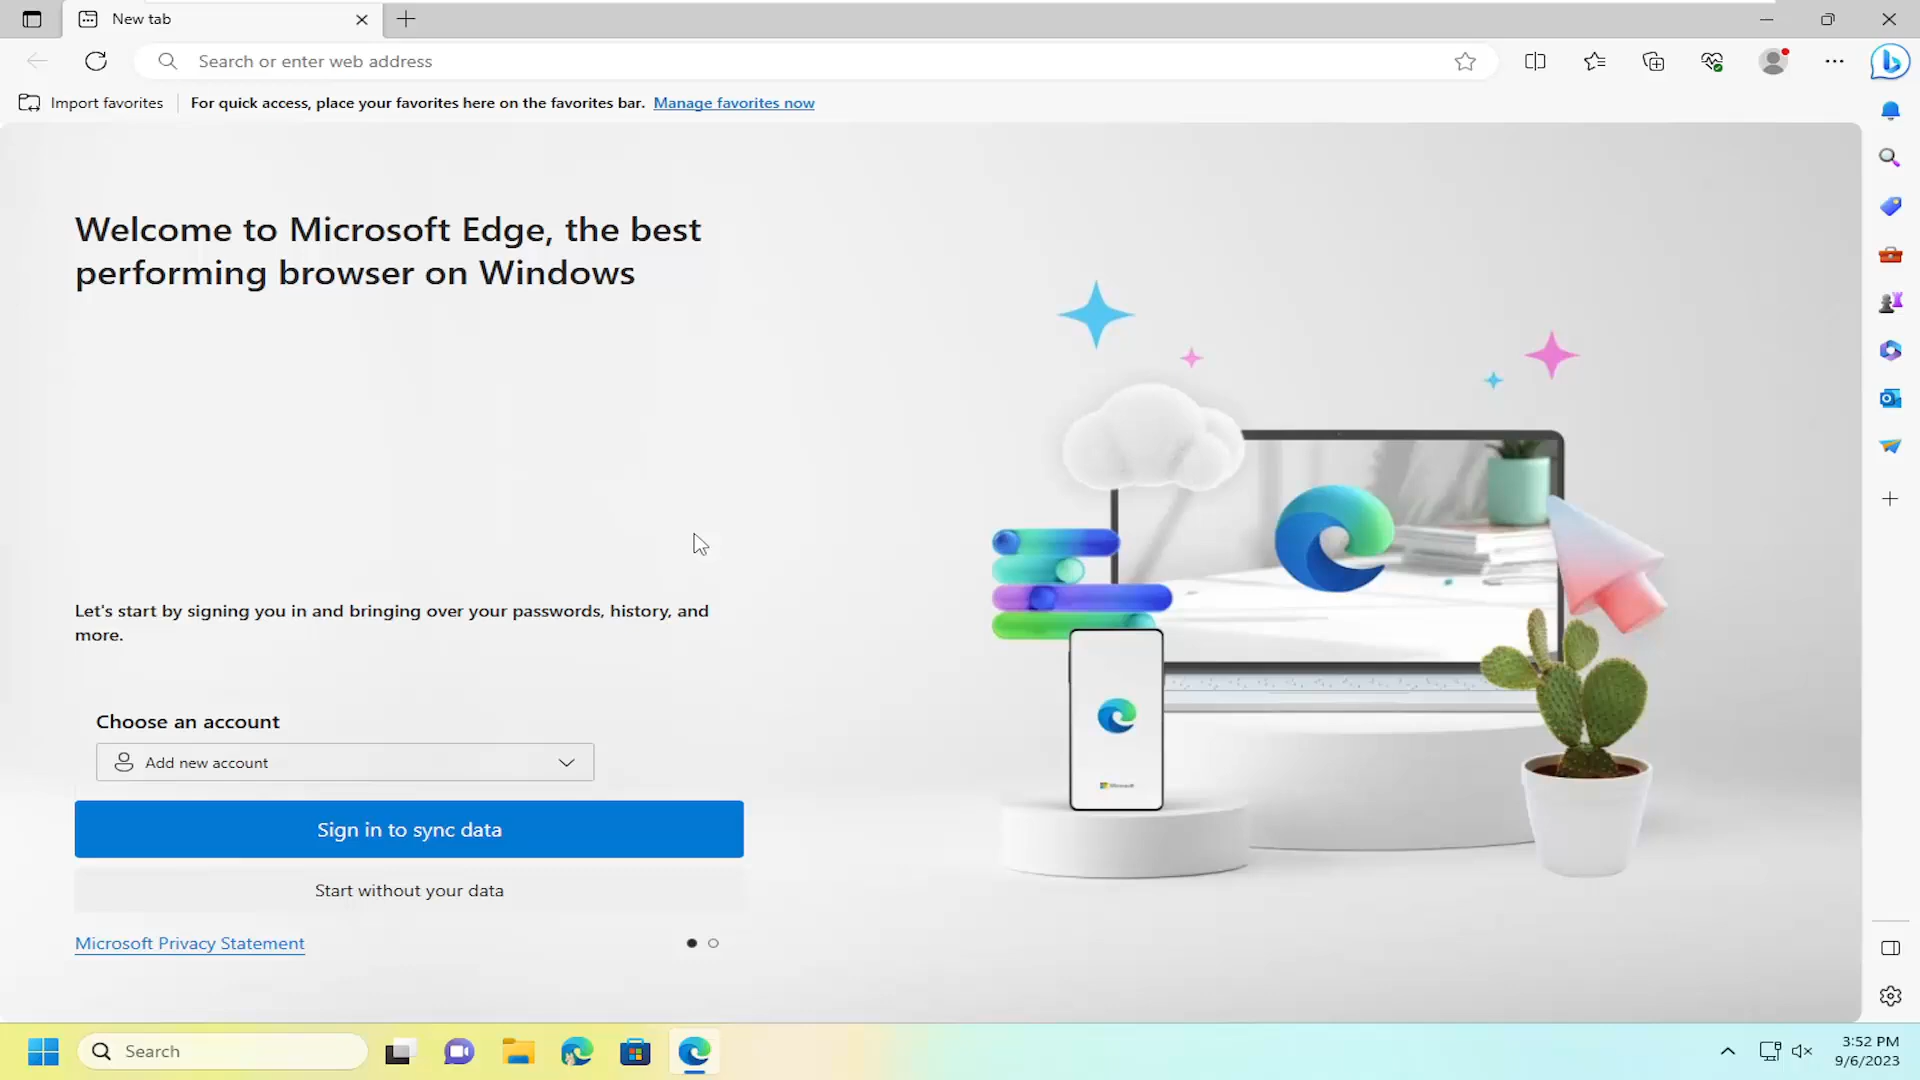 New tab
Search or enter web address
Import favorites
For quick access, place your favorites here on the favorites bar. Manage favorites now
Welcome to Microsoft Edge, the best
performing browser on Windows
Let's start by signing you in and bringing over your passwords, history, and
more.
Choose an account
Add new account
Sign in to sync data
Start without your data
Microsoft Privacy Statement
Microsoft
Search
3:52 PM
9/6/2023